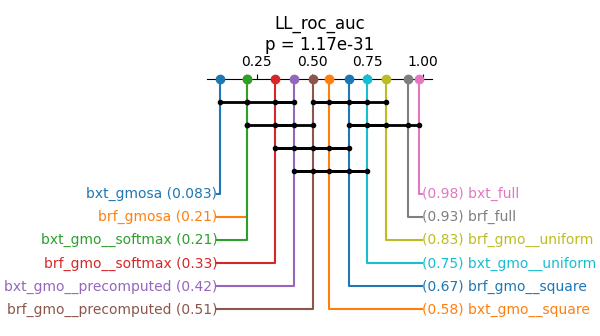 LL_roc_auc
p = 1.17e-31
0.25 0.50 0.75 1.00
bxt_gmosa (0.083) (0.98) bxt_full
brf_gmosa (0.21) (0.93) brf_full
bxt_gmo__softmax (0.21) (0.83) brf_gmo__uniform
brf_gmo__softmax (0.33) (0.75) bxt_gmo__uniform
bxt_gmo__precomputed (0.42) (0.67) brf_gmo__square
brf_gmo__precomputed (0.51) (0.58) bxt_gmo__square